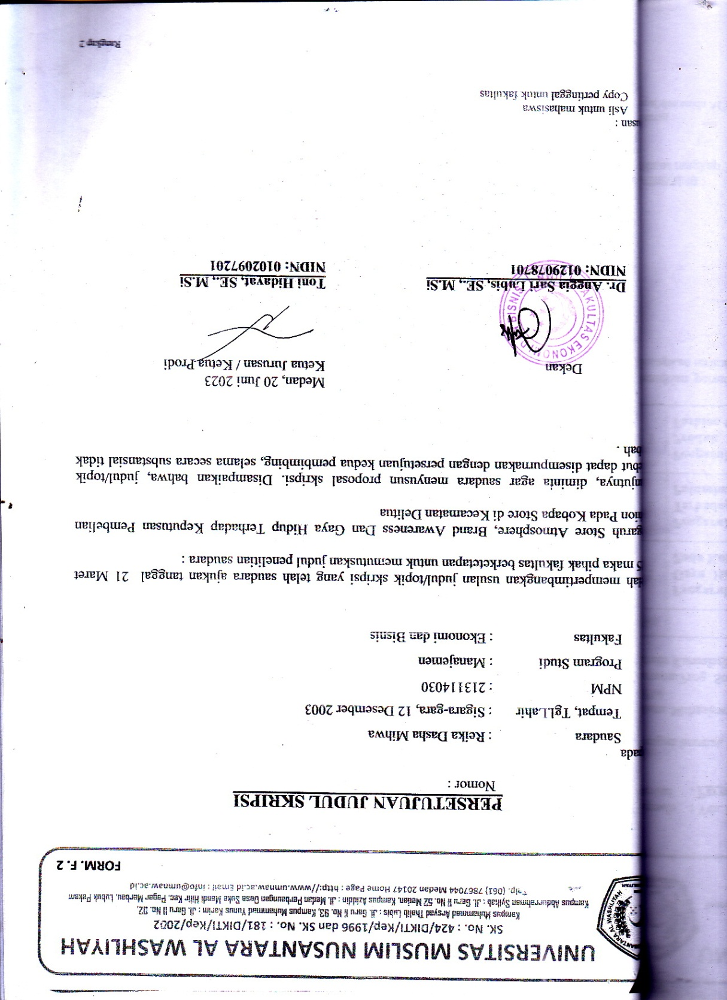 UNIVERSITAS MUSLIM NUSANTARA AL WASHLIYAH
SK. No. : 424/DIKTI/Kep/1996 dan SK. No. : 181/DIKTI/Kep/2002
Kampus Muhammad Arsyad Thalib Lubis : Jl. Garu II No. 93, Kampus Muhammad Yunus Karim : Jl. Garu II No. 02,
Kampus Abdurrahman Syihab : Jl. Garu II No. 52 Medan, Kampus Aziddin : Jl. Medan Perbaungan Desa Suka Mandi Hilir Kec. Pagar Merbau, Lubuk Pakam
Telp. (061) 7867044 Medan 20147 Home Page : http://www.umnaw.ac.id Email : info@umnaw.ac.id
FORM. F. 2
PERSETUJUAN JUDUL SKRIPSI
Nomor :
pada
Saudara : Reika Dasha Mihwa
Tempat, Tgl.Lahir : Sigara-gara, 12 Desember 2003
NPM : 213114030
Program Studi : Manajemen
Fakultas : Ekonomi dan Bisnis
lah mempertimbangkan usulan judul/topik skripsi yang telah saudara ajukan tanggal 21 Maret
5 maka pihak fakultas berketetapan untuk memutuskan judul penelitian saudara :
garuh Store Atmosphere, Brand Awareness Dan Gaya Hidup Terhadap Keputusan Pembelian
ion Pada Kobapa Store di Kecamatan Delitua
njutnya, diminta agar saudara menyusun proposal skripsi. Disampaikan bahwa, judul/topik
ebut dapat disempurnakan dengan persetujuan kedua pembimbing, selama secara substansial tidak
bah .
Medan, 20 Juni 2023
Dekan
Ketua Jurusan / Ketua Prodi
FAKULTAS EKONOMI D BISNIS
Dr. Anggia Sari Lubis, SE., M.Si
NIDN: 0129078701
Toni Hidayat, SE., M.Si
NIDN: 0102097201
usan :
Asli untuk mahasiswa
Copy pertinggal untuk fakultas
Rangkap 2